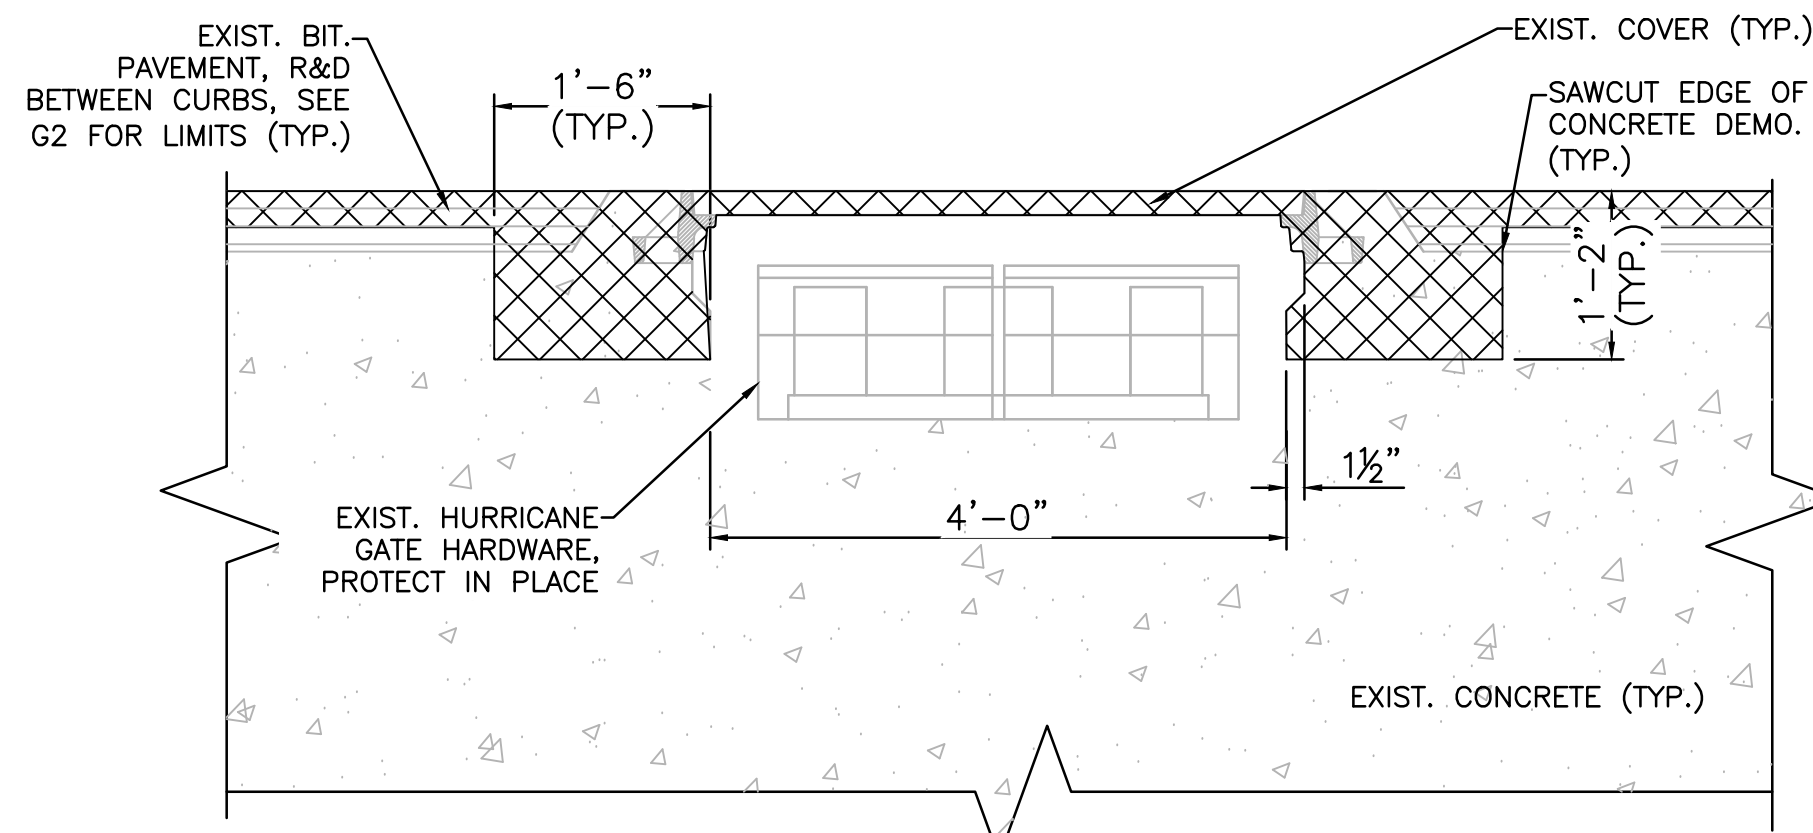 EXIST. BIT.
PAVEMENT, R&D
BETWEEN CURBS, SEE
G2 FOR LIMITS (TYP.)
1'-6"
(TYP.)
EXIST. COVER (TYP.)
SAWCUT EDGE OF
CONCRETE DEMO.
(TYP.)
1'-2"
(TYP.)
1½"
4'-0"
EXIST. HURRICANE
GATE HARDWARE,
PROTECT IN PLACE
EXIST. CONCRETE (TYP.)